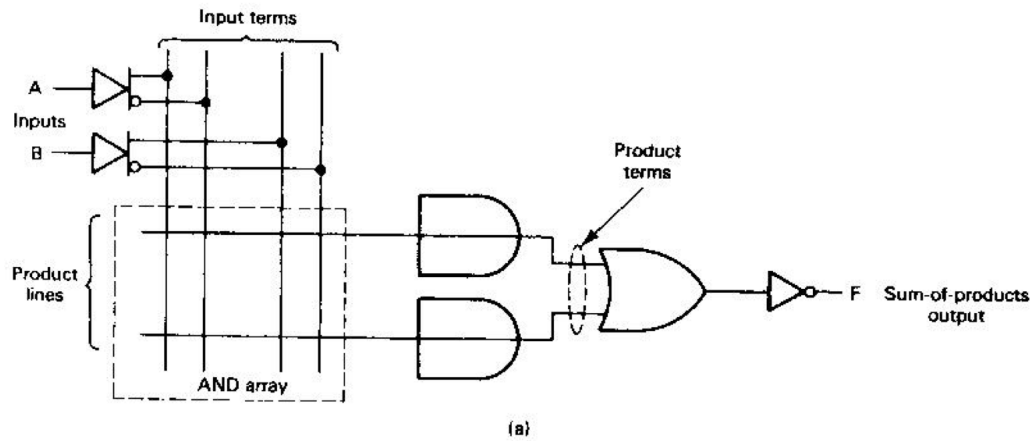 Input terms
A
Inputs
B
Product
terms
Product
lines
F Sum-of-products
output
AND array
(a)